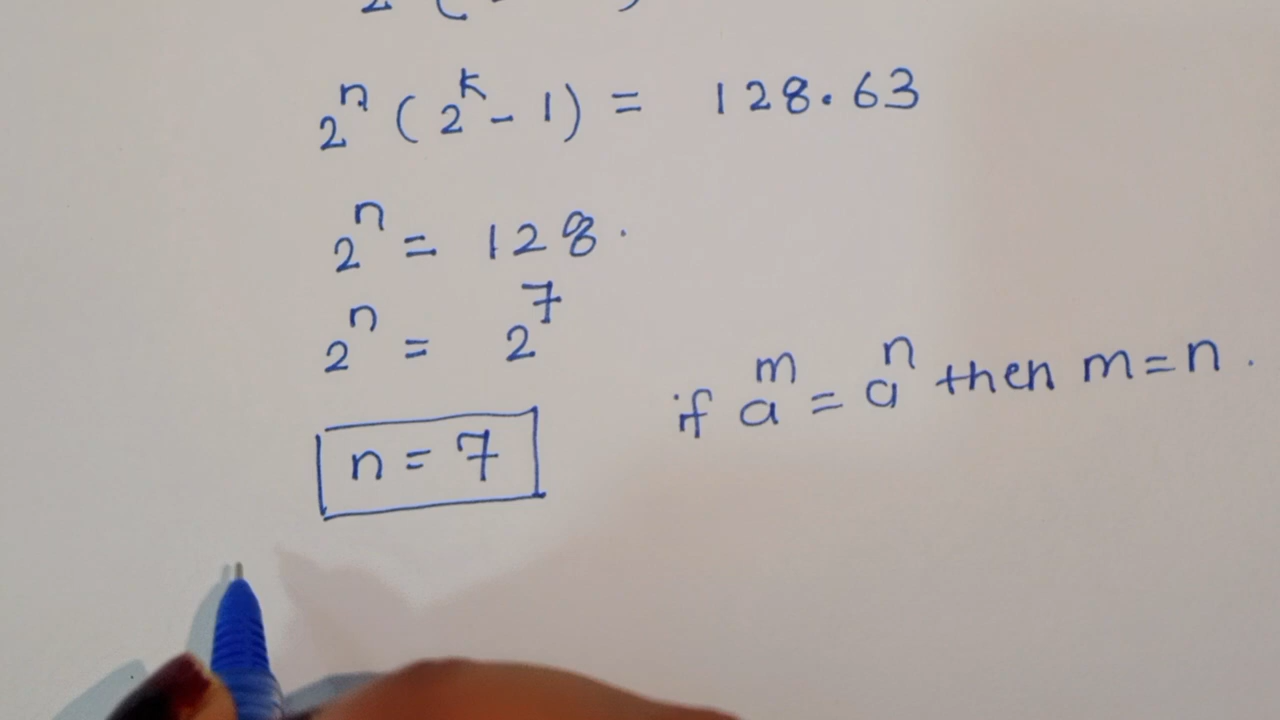 2^n (2^k - 1) = 128.63
2^n = 128.
2^n = 2^7
if a^m = a^n then m = n.
n = 7